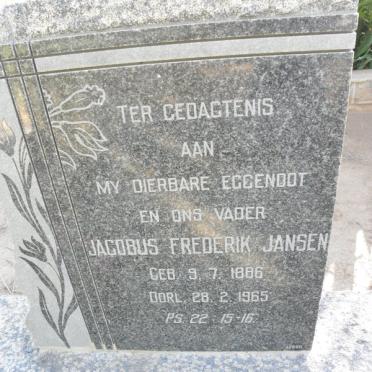 TER GEDAGTENIS
AAN
MY DIERBARE EGGENOOT
EN ONS VADER
JACOBUS FREDERIK JANSEN
GEB. 9. 7. 1886
OORL. 28. 2. 1965
PS. 22. 15-16.